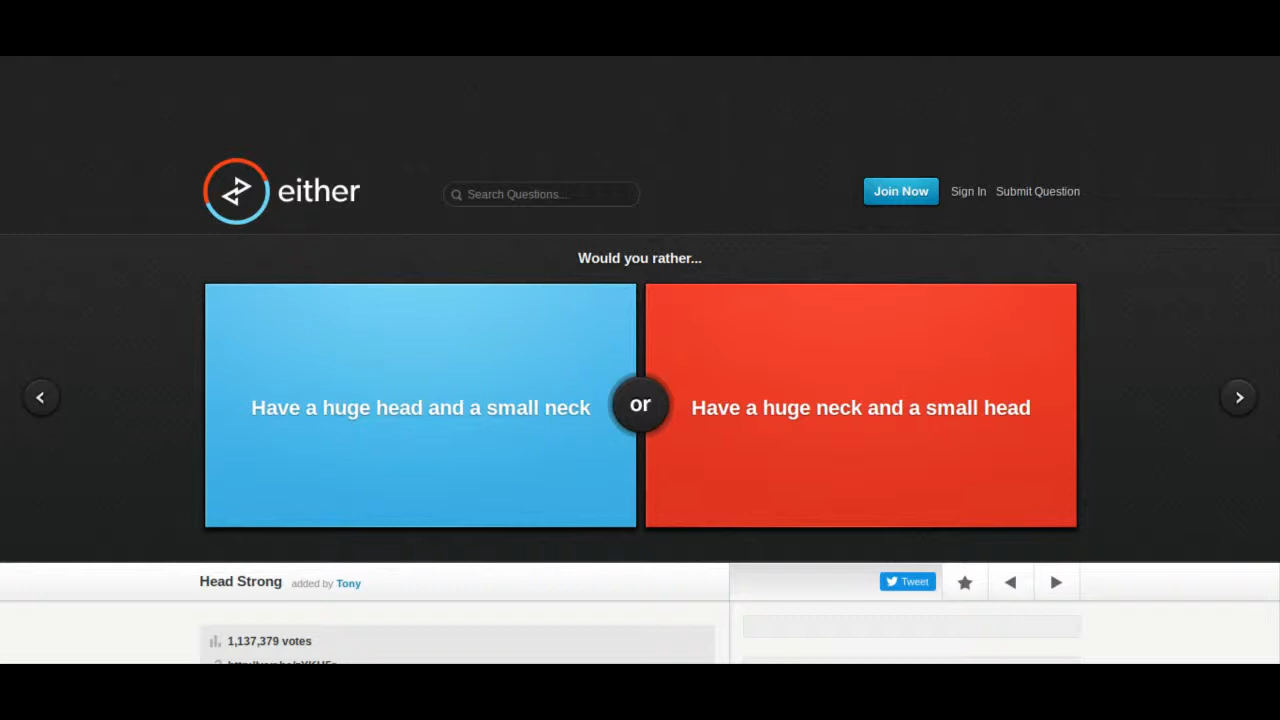 either
Search Questions...
Join Now
Sign In
Submit Question
Would you rather...
Have a huge head and a small neck
or
Have a huge neck and a small head
Head Strong added by Tony
Tweet
1,137,379 votes